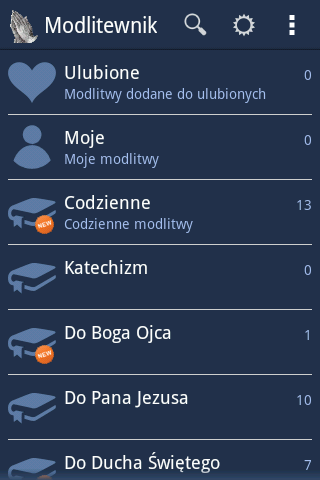 Modlitewnik
Ulubione
0
Modlitwy dodane do ulubionych
Moje
0
Moje modlitwy
Codzienne
13
NEW
Codzienne modlitwy
Katechizm
0
Do Boga Ojca
1
NEW
Do Pana Jezusa
10
Do Ducha Świętego
7